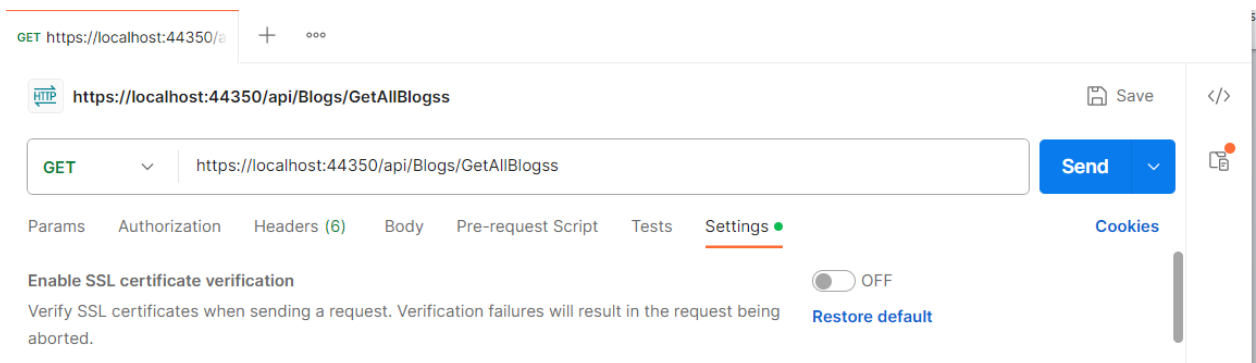 GET https://localhost:44350/a
HTTP https://localhost:44350/api/Blogs/GetAllBlogss Save </>
GET https://localhost:44350/api/Blogs/GetAllBlogss Send
Params Authorization Headers (6) Body Pre-request Script Tests Settings Cookies
Enable SSL certificate verification OFF
Verify SSL certificates when sending a request. Verification failures will result in the request being Restore default
aborted.